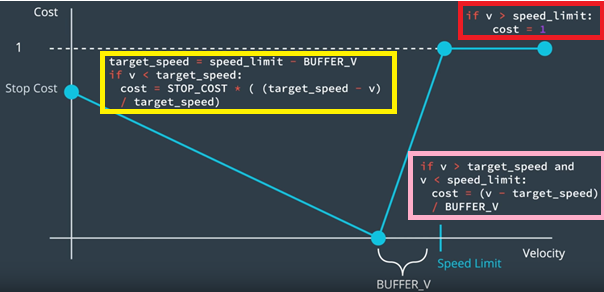 Cost
if v > speed_limit:
cost = 1
1
target_speed = speed_limit - BUFFER_V
if v < target_speed:
cost = STOP_COST * ( (target_speed - v)
/ target_speed)
Stop Cost
if v > target_speed and
v < speed_limit:
cost = (v - target_speed)
/ BUFFER_V
Velocity
Speed Limit
BUFFER_V